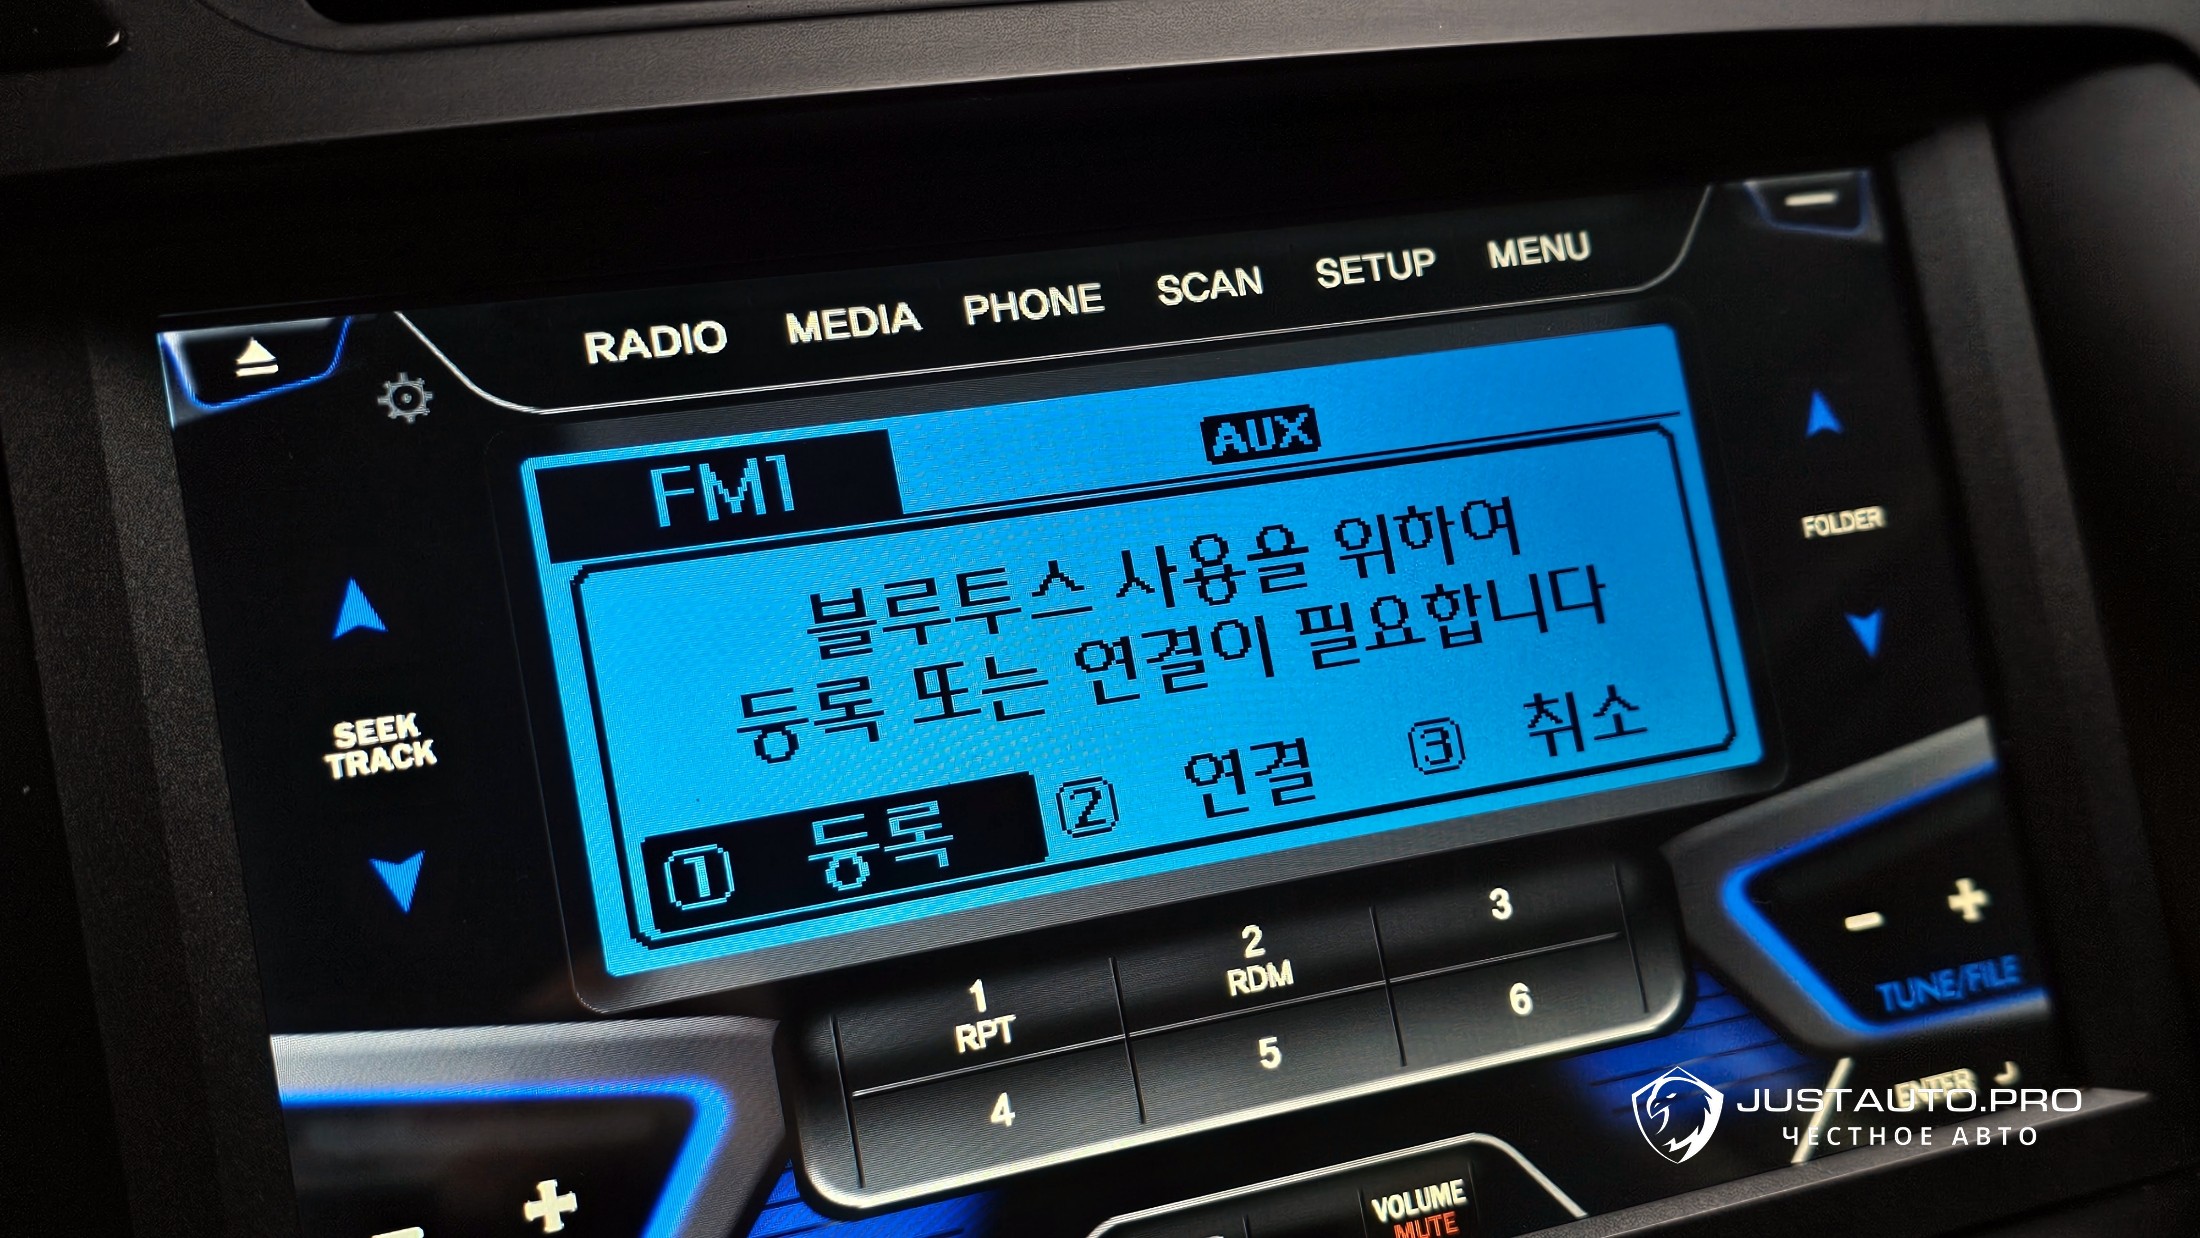 RADIO MEDIA PHONE SCAN SETUP MENU
FM1 AUX
블루투스 사용을 위하여
등록 또는 연결이 필요합니다
1 등록 2 연결 3 취소
SEEK
TRACK
FOLDER
1 2 3
RPT RDM
4 5 6
TUNE/FILE
ENTER
VOLUME
MUTE
JUSTAUTO.PRO
ЧЕСТНОЕ АВТО